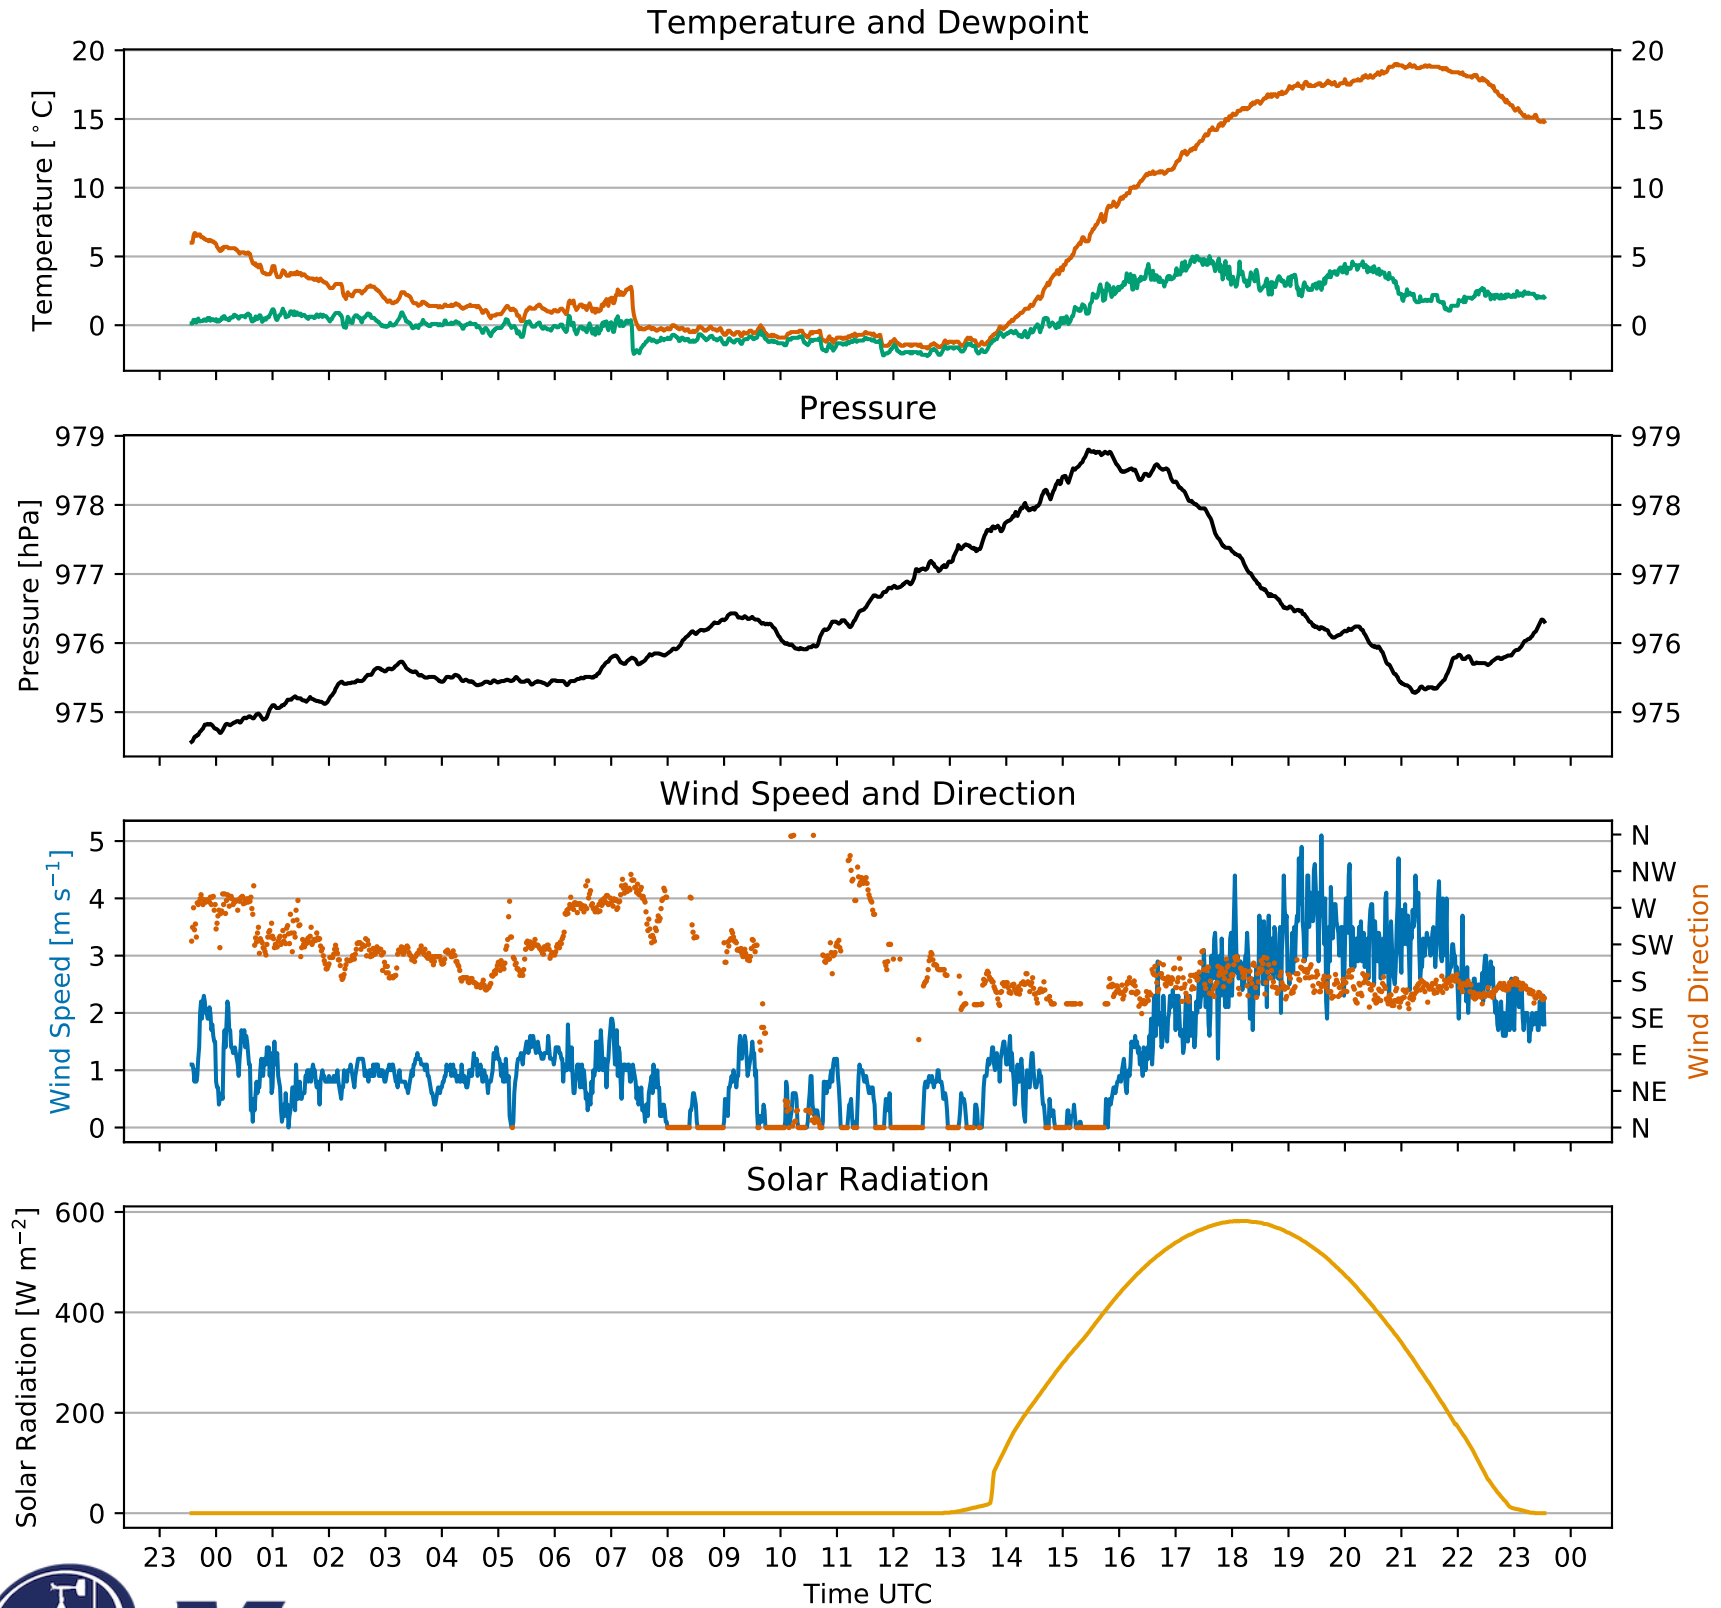 Temperature and Dewpoint
Temperature [°C]
20 20
15 15
10 10
5 5
0 0
Pressure
Pressure [hPa]
979 979
978 978
977 977
976 976
975 975
Wind Speed and Direction
Wind Speed [m s⁻¹]
5
4
3
2
1
0
N
NW
W
SW
S
SE
E
NE
N
Wind Direction
Solar Radiation
Solar Radiation [W m⁻²]
600
400
200
0
23 00 01 02 03 04 05 06 07 08 09 10 11 12 13 14 15 16 17 18 19 20 21 22 23 00
Time UTC